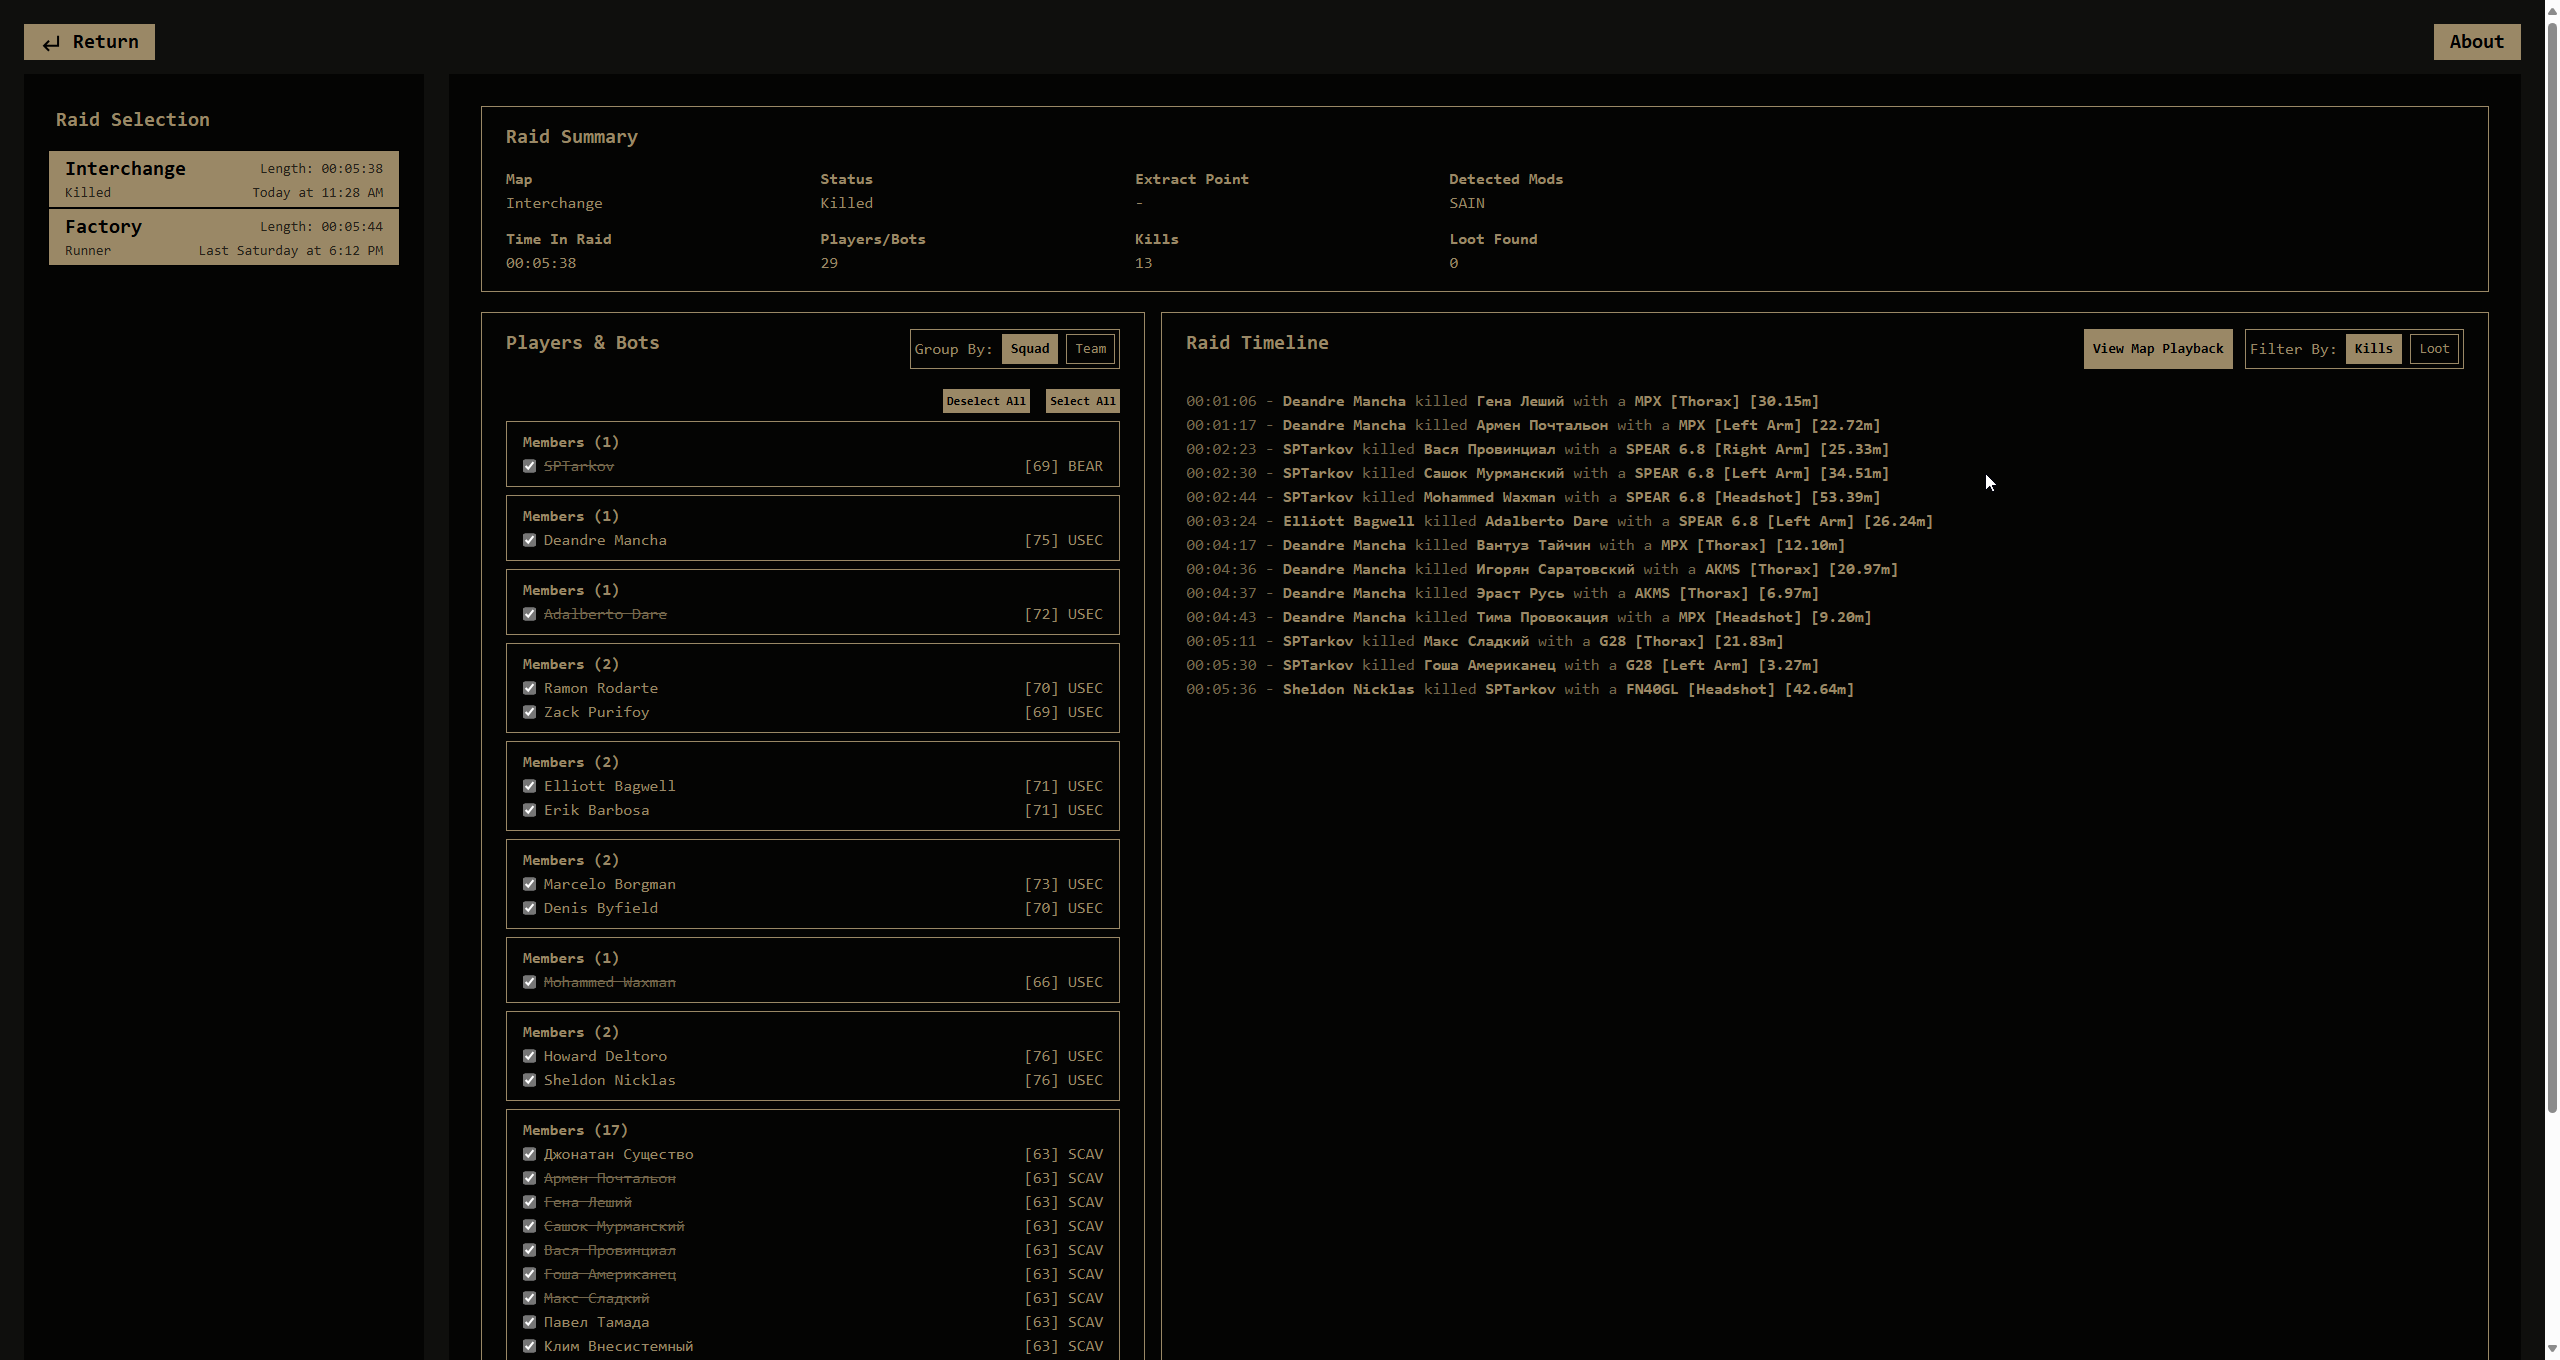 Return
About
Raid Selection
Interchange Length: 00:05:38
Killed Today at 11:28 AM
Factory Length: 00:05:44
Runner Last Saturday at 6:12 PM
Raid Summary
Map Status Extract Point Detected Mods
Interchange Killed - SAIN
Time In Raid Players/Bots Kills Loot Found
00:05:38 29 13 0
Players & Bots
Group By: Squad Team
Deselect All Select All
Members (1)
SPTarkov [69] BEAR
Members (1)
Deandre Mancha [75] USEC
Members (1)
Adalberto Dare [72] USEC
Members (2)
Ramon Rodarte [70] USEC
Zack Purifoy [69] USEC
Members (2)
Elliott Bagwell [71] USEC
Erik Barbosa [71] USEC
Members (2)
Marcelo Borgman [73] USEC
Denis Byfield [70] USEC
Members (1)
Mohammed Waxman [66] USEC
Members (2)
Howard Deltoro [76] USEC
Sheldon Nicklas [76] USEC
Members (17)
Джонатан Существо [63] SCAV
Армен Почтальон [63] SCAV
Гена Леший [63] SCAV
Сашок Мурманский [63] SCAV
Вася Провинциал [63] SCAV
Гоша Американец [63] SCAV
Макс Сладкий [63] SCAV
Павел Тамада [63] SCAV
Клим Внесистемный [63] SCAV
Raid Timeline
View Map Playback
Filter By: Kills Loot
00:01:06 - Deandre Mancha killed Гена Леший with a MPX [Thorax] [30.15m]
00:01:17 - Deandre Mancha killed Армен Почтальон with a MPX [Left Arm] [22.72m]
00:02:23 - SPTarkov killed Вася Провинциал with a SPEAR 6.8 [Right Arm] [25.33m]
00:02:30 - SPTarkov killed Сашок Мурманский with a SPEAR 6.8 [Left Arm] [34.51m]
00:02:44 - SPTarkov killed Mohammed Waxman with a SPEAR 6.8 [Headshot] [53.39m]
00:03:24 - Elliott Bagwell killed Adalberto Dare with a SPEAR 6.8 [Left Arm] [26.24m]
00:04:17 - Deandre Mancha killed Вантуз Тайчин with a MPX [Thorax] [12.10m]
00:04:36 - Deandre Mancha killed Игорян Саратовский with a AKMS [Thorax] [20.97m]
00:04:37 - Deandre Mancha killed Эраст Русь with a AKMS [Thorax] [6.97m]
00:04:43 - Deandre Mancha killed Тима Провокация with a MPX [Headshot] [9.20m]
00:05:11 - SPTarkov killed Макс Сладкий with a G28 [Thorax] [21.83m]
00:05:30 - SPTarkov killed Гоша Американец with a G28 [Left Arm] [3.27m]
00:05:36 - Sheldon Nicklas killed SPTarkov with a FN40GL [Headshot] [42.64m]